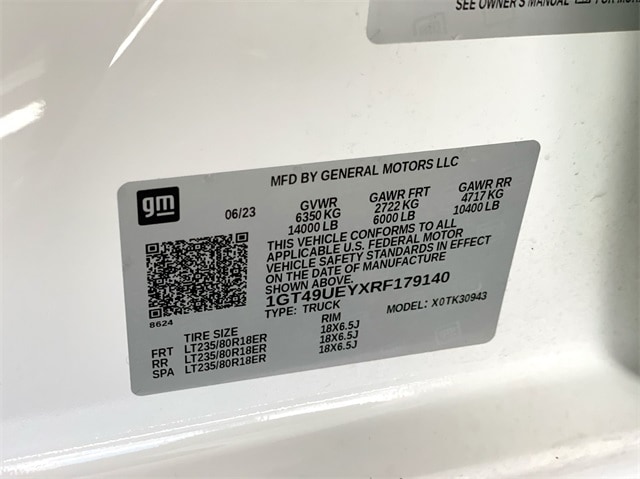 SEE OWNER'S MANUAL FOR MOR
MFD BY GENERAL MOTORS LLC
gm
06/23
GVWR GAWR FRT GAWR RR
6350 KG 2722 KG 4717 KG
14000 LB 6000 LB 10400 LB
THIS VEHICLE CONFORMS TO ALL
APPLICABLE U.S. FEDERAL MOTOR
VEHICLE SAFETY STANDARDS IN EFFECT
ON THE DATE OF MANUFACTURE
SHOWN ABOVE.
1GT49UEYXRF179140
TYPE: TRUCK MODEL: X0TK30943
8624
TIRE SIZE RIM
FRT LT235/80R18ER 18X6.5J
RR LT235/80R18ER 18X6.5J
SPA LT235/80R18ER 18X6.5J